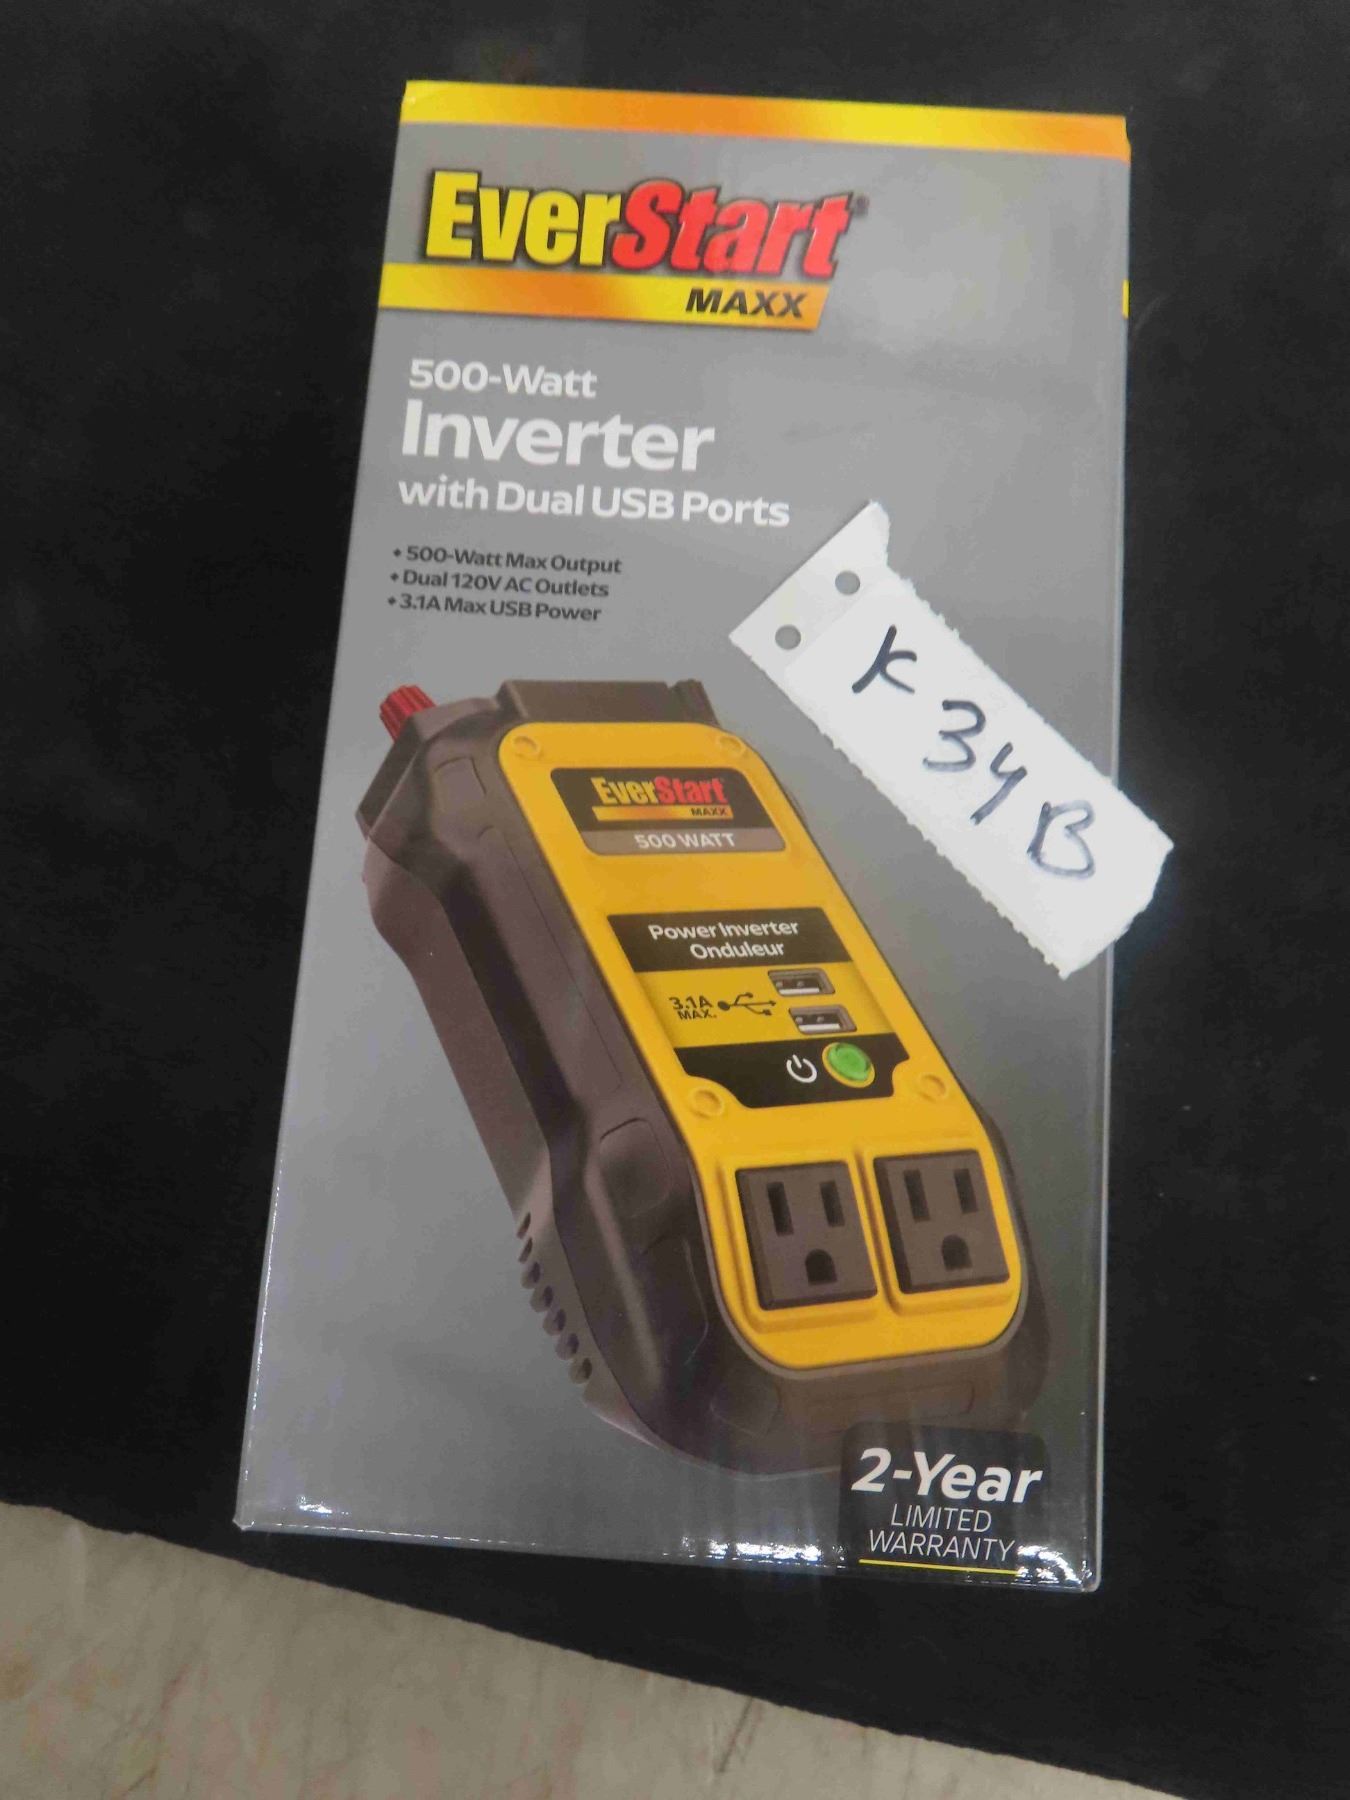 EverStart®
MAXX
500-Watt
Inverter
with Dual USB Ports
• 500-Watt Max Output
• Dual 120V AC Outlets
• 3.1A Max USB Power
K 34B
EverStart
MAXX
500 WATT
Power Inverter
Onduleur
3.1A
MAX.
2-Year
LIMITED
WARRANTY